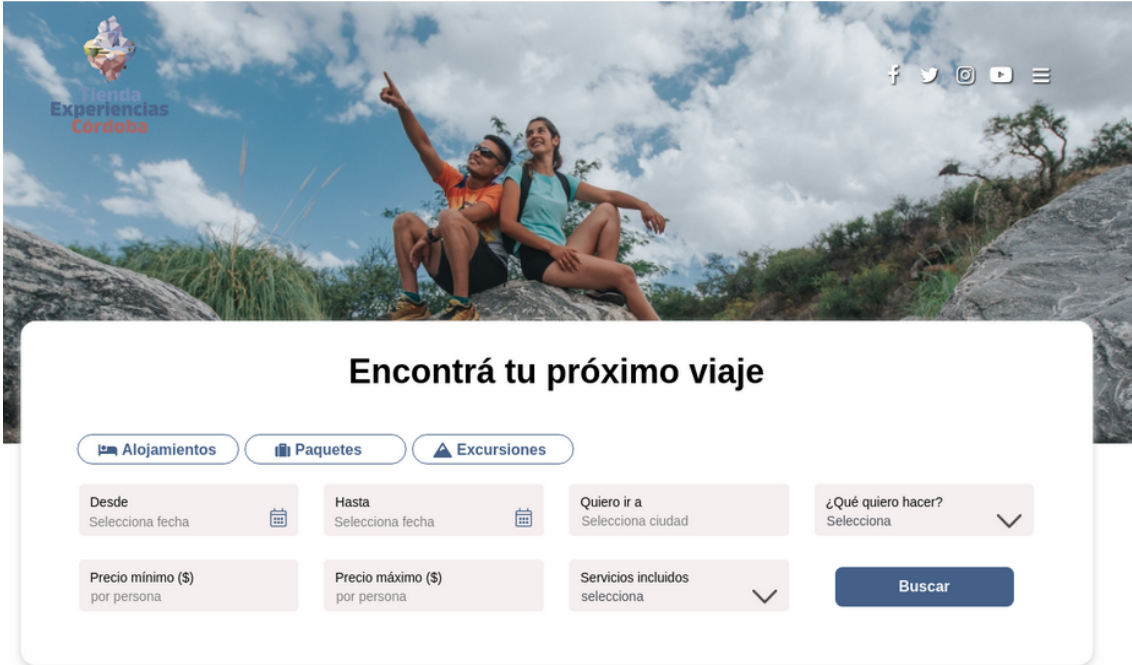 Tienda
Experiencias
Córdoba
Encontrá tu próximo viaje
Alojamientos
Paquetes
Excursiones
Desde
Selecciona fecha
Hasta
Selecciona fecha
Quiero ir a
Selecciona ciudad
¿Qué quiero hacer?
Selecciona
Precio mínimo ($)
por persona
Precio máximo ($)
por persona
Servicios incluidos
selecciona
Buscar